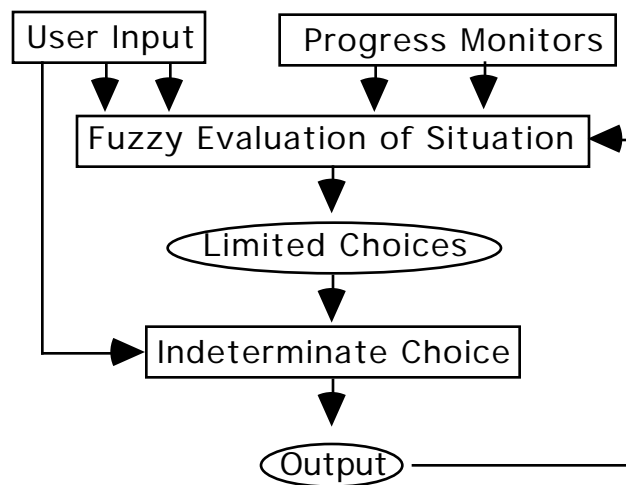 User Input
Progress Monitors
Fuzzy Evaluation of Situation
Limited Choices
Indeterminate Choice
Output